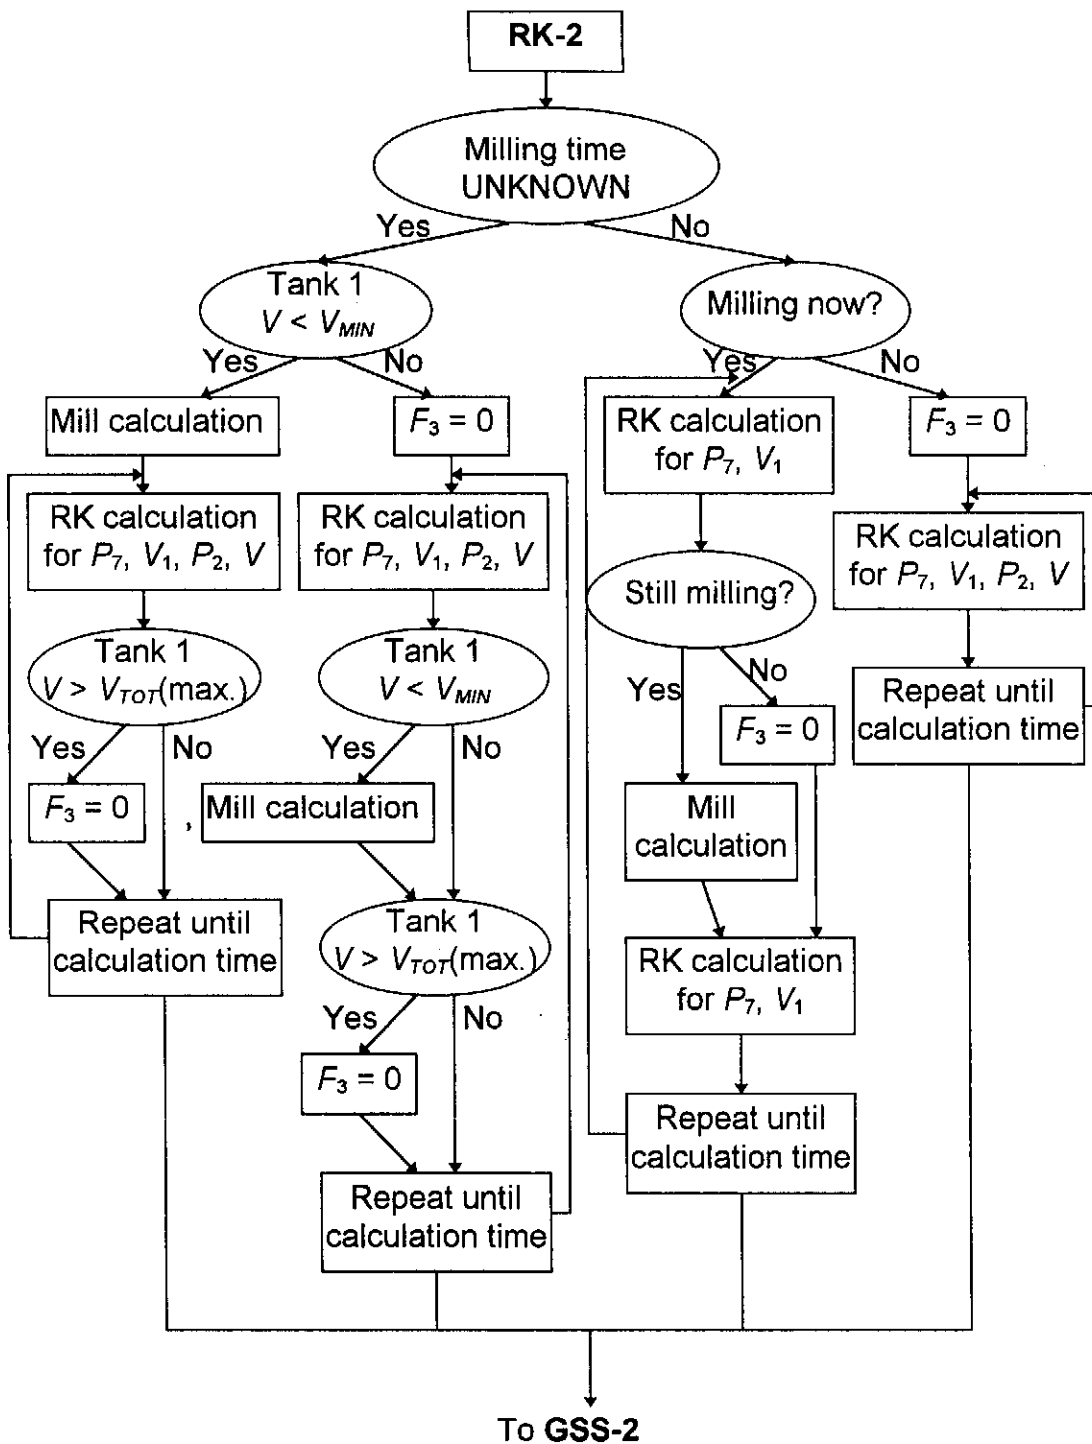 RK-2
Milling time
UNKNOWN
Yes
No
Tank 1
V < V_MIN
Milling now?
Yes
No
Yes
No
Mill calculation
F₃ = 0
RK calculation
for P₇, V₁
F₃ = 0
RK calculation
for P₇, V₁, P₂, V
RK calculation
for P₇, V₁, P₂, V
RK calculation
for P₇, V₁, P₂, V
Still milling?
Tank 1
V > V_TOT(max.)
Tank 1
V < V_MIN
Yes
No
Repeat until
calculation time
Yes
No
Yes
No
F₃ = 0
F₃ = 0
, Mill calculation
Mill
calculation
Repeat until
calculation time
Tank 1
V > V_TOT(max.)
RK calculation
for P₇, V₁
Yes
No
F₃ = 0
Repeat until
calculation time
Repeat until
calculation time
To GSS-2